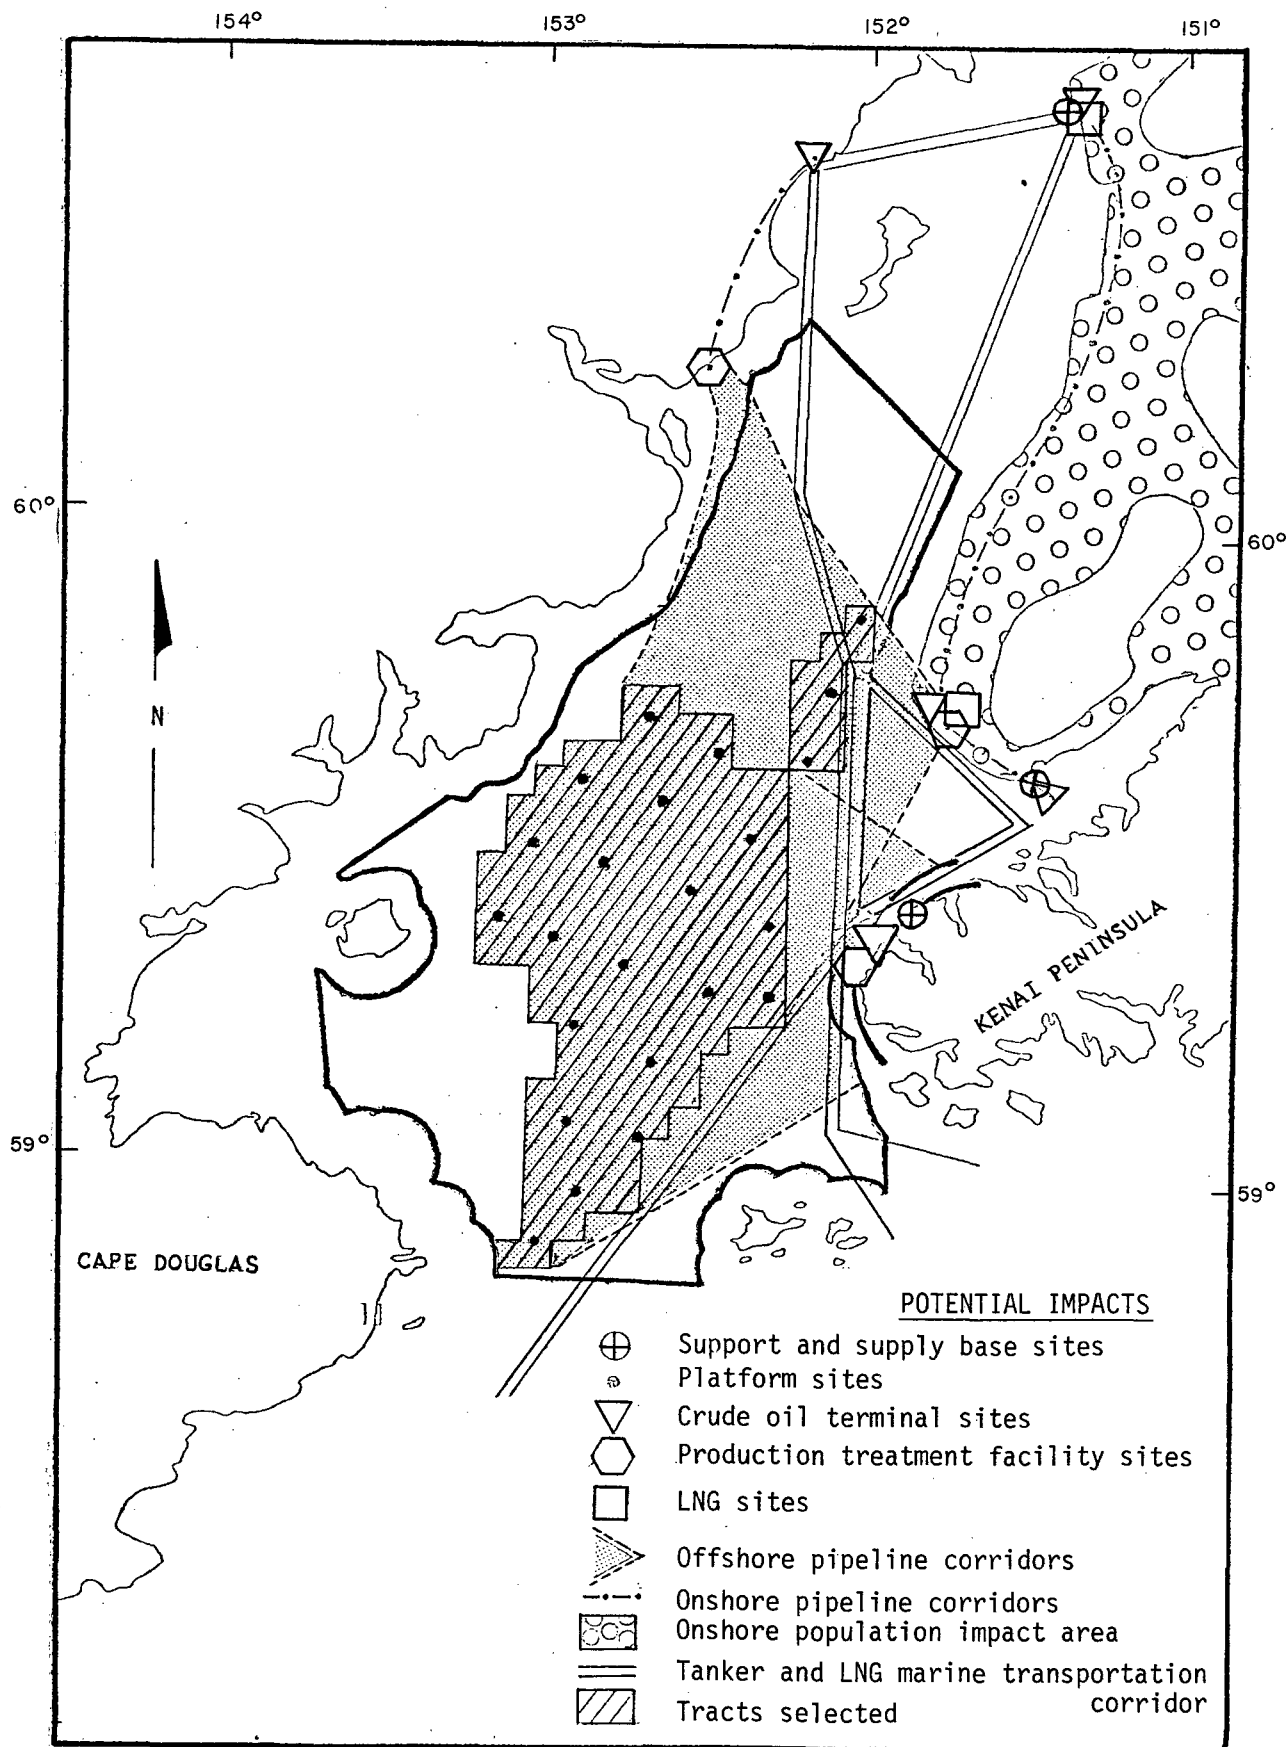 154°
153°
152°
151°
60°
60°
N
KENAI PENINSULA
59°
59°
CAPE DOUGLAS
POTENTIAL IMPACTS
Support and supply base sites
Platform sites
Crude oil terminal sites
Production treatment facility sites
LNG sites
Offshore pipeline corridors
Onshore pipeline corridors
Onshore population impact area
Tanker and LNG marine transportation
corridor
Tracts selected